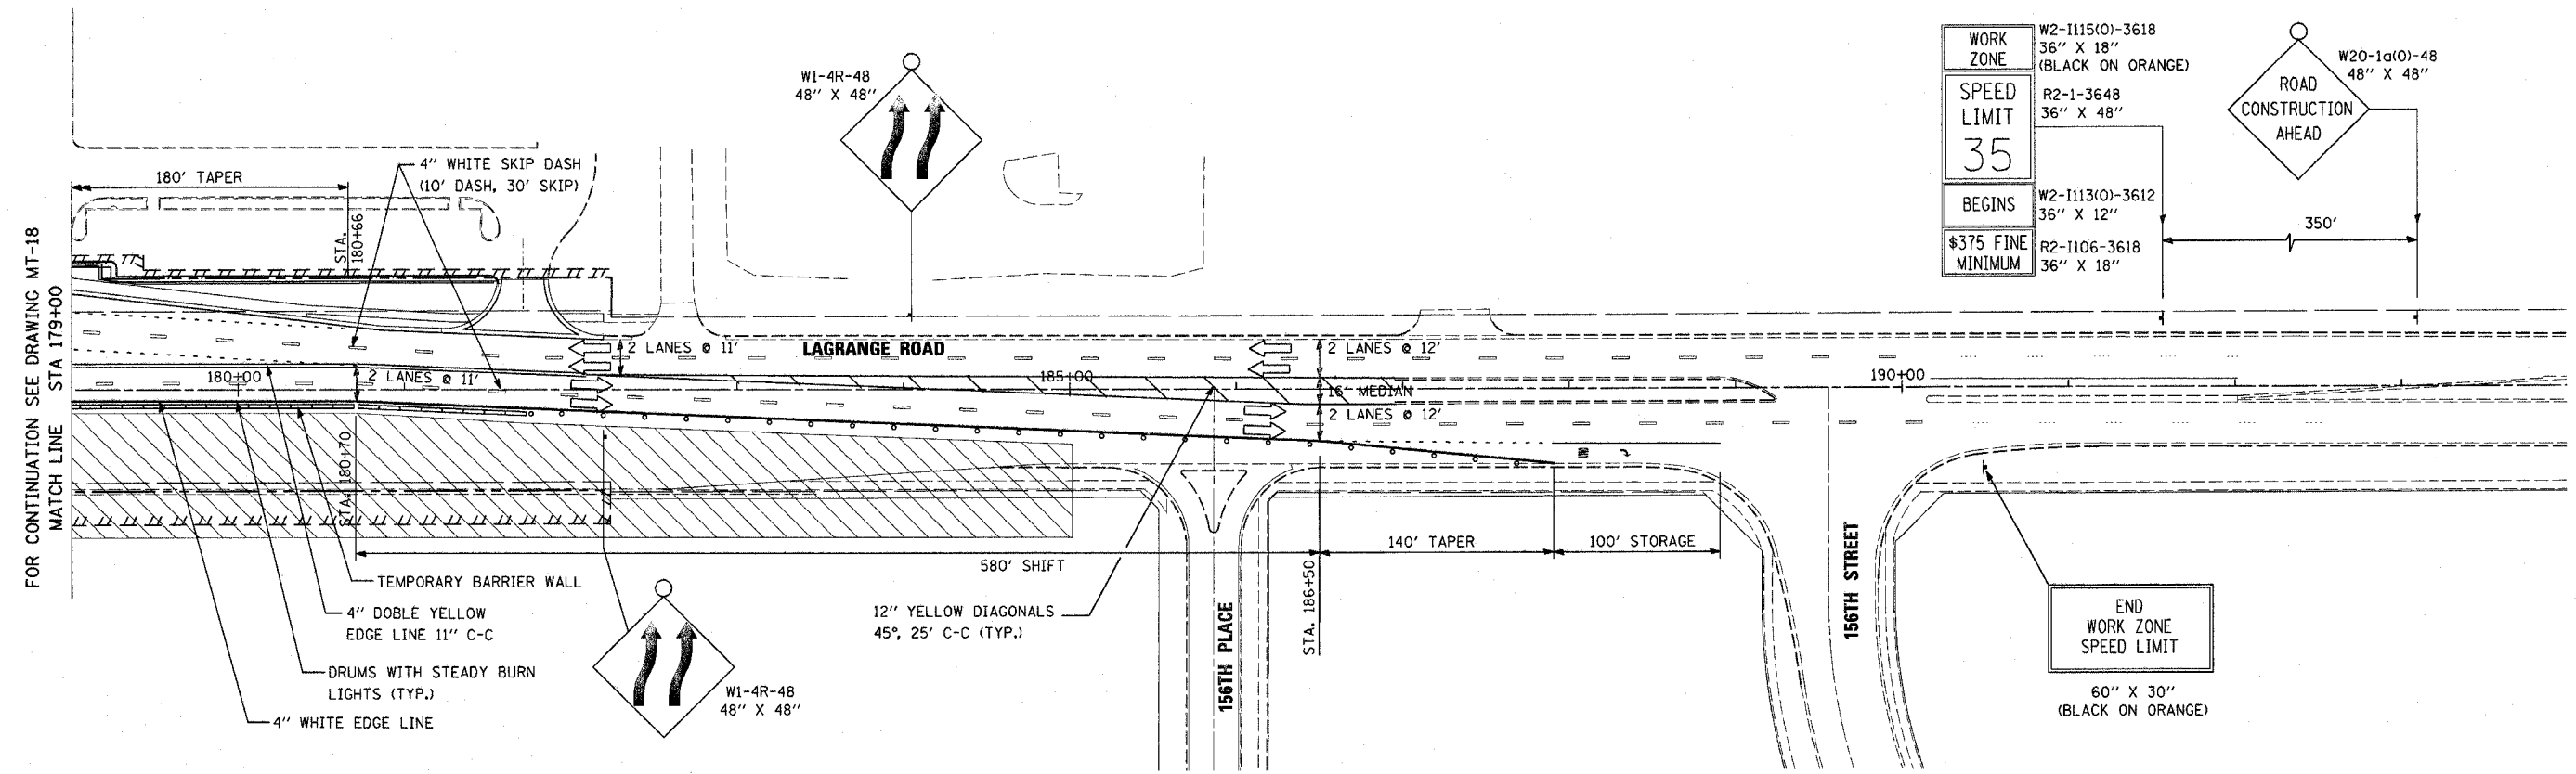 FOR CONTINUATION SEE DRAWING MT-18
MATCH LINE STA 179+00
180' TAPER
STA.
180+66
4" WHITE SKIP DASH
(10' DASH, 30' SKIP)
W1-4R-48
48" X 48"
WORK
ZONE
W2-I115(O)-3618
36" X 18"
(BLACK ON ORANGE)
SPEED
LIMIT
35
R2-1-3648
36" X 48"
BEGINS
W2-I113(O)-3612
36" X 12"
$375 FINE
MINIMUM
R2-I106-3618
36" X 18"
ROAD
CONSTRUCTION
AHEAD
W20-1a(O)-48
48" X 48"
350'
2 LANES @ 11'
LAGRANGE ROAD
2 LANES @ 12'
180+00
2 LANES @ 11'
185+00
16' MEDIAN
190+00
2 LANES @ 12'
STA. 180+70
580' SHIFT
140' TAPER
100' STORAGE
STA. 186+50
156TH PLACE
156TH STREET
TEMPORARY BARRIER WALL
4" DOBLE YELLOW
EDGE LINE 11" C-C
DRUMS WITH STEADY BURN
LIGHTS (TYP.)
4" WHITE EDGE LINE
W1-4R-48
48" X 48"
12" YELLOW DIAGONALS
45°, 25' C-C (TYP.)
END
WORK ZONE
SPEED LIMIT
60" X 30"
(BLACK ON ORANGE)